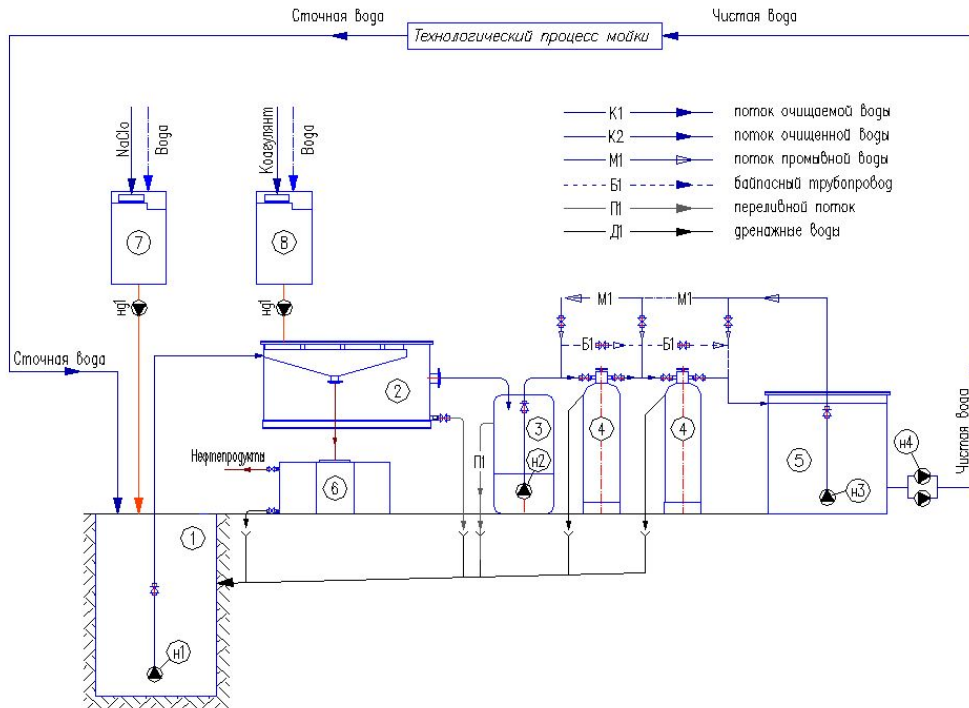 Сточная вода
Чистая вода
Технологический процесс мойки
NaClo
Вода
Коагулянт
Вода
К1 поток очищаемой воды
К2 поток очищенной воды
М1 поток промывной воды
Б1 байпасный трубопровод
П1 переливной поток
Д1 дренажные воды
7
8
нд1
нд1
М1
М1
Б1
Б1
Сточная вода
2
3
4
4
5
н4
Чистая вода
Нефтепродукты
6
П1
н2
н3
1
н1